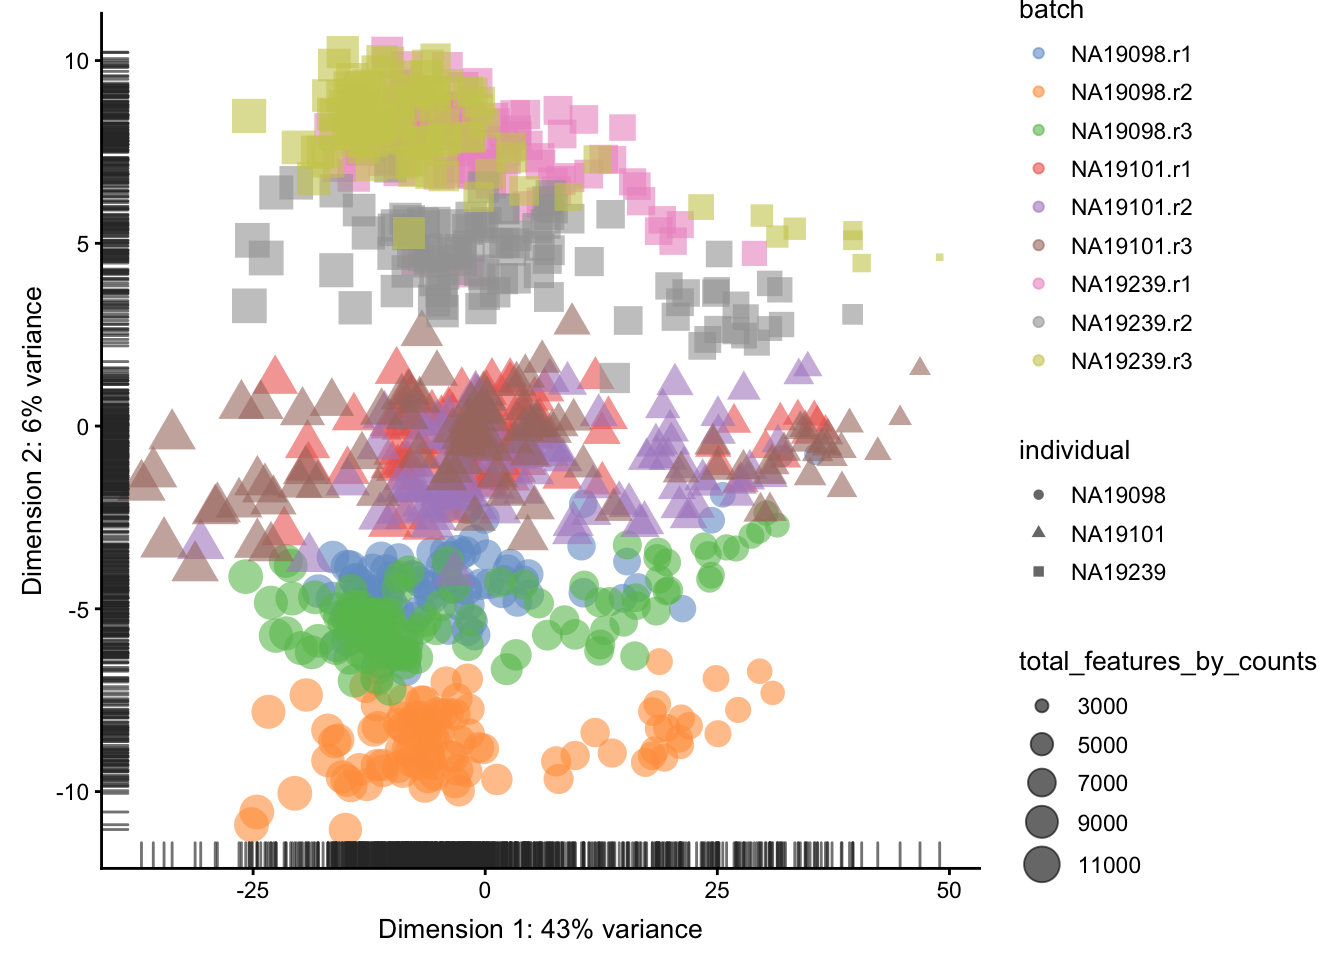 batch
NA19098.r1
NA19098.r2
NA19098.r3
NA19101.r1
NA19101.r2
NA19101.r3
NA19239.r1
NA19239.r2
NA19239.r3
individual
NA19098
NA19101
NA19239
total_features_by_counts
3000
5000
7000
9000
11000
10
5
0
-5
-10
Dimension 2: 6% variance
-25
0
25
50
Dimension 1: 43% variance